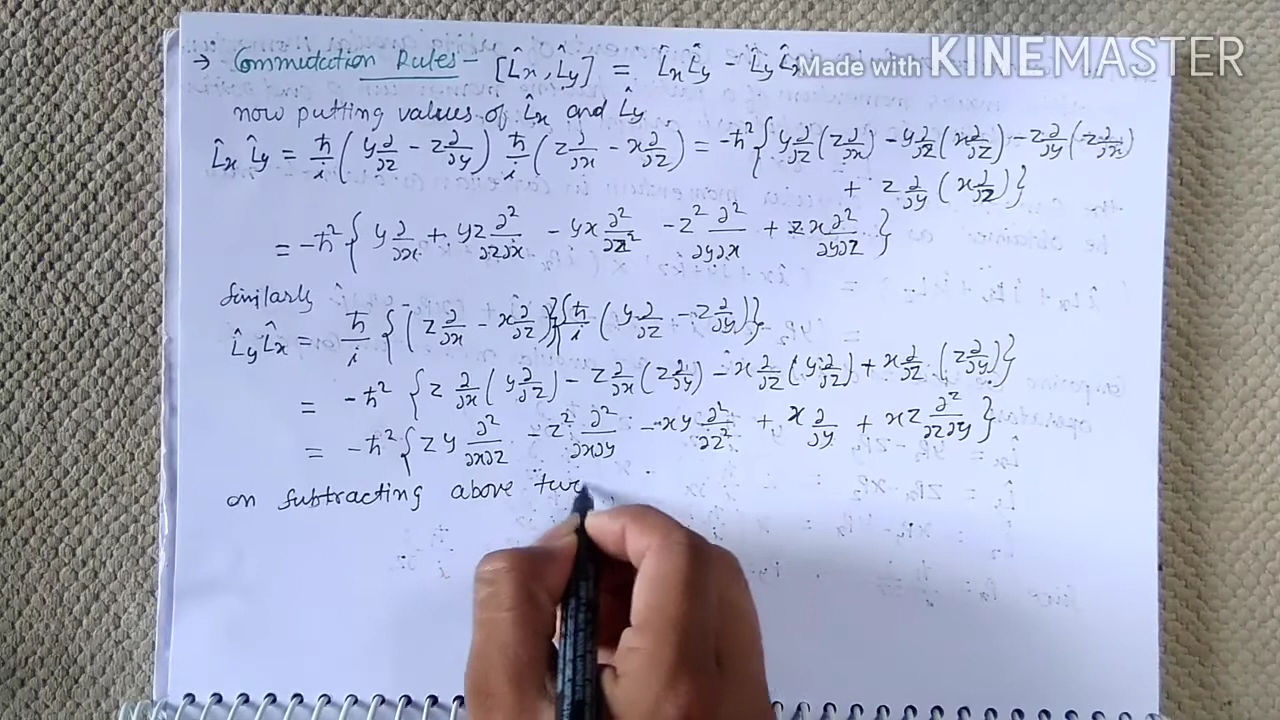 → Commutation Rules - [L̂x, L̂y] = L̂xL̂y - L̂yL̂x
Made with KINEMASTER
now putting values of L̂x and L̂y.
L̂x L̂y = ħ/i (y ∂/∂z - z ∂/∂y) ħ/i (z ∂/∂x - x ∂/∂z) = -ħ² { y ∂/∂z (z ∂/∂x) - y ∂/∂z (x ∂/∂z) - z ∂/∂y (z ∂/∂x)
+ z ∂/∂y (x ∂/∂z) }
= -ħ² { y ∂/∂x + yz ∂²/∂z∂x - yx ∂²/∂z² - z² ∂²/∂y∂x + zx ∂²/∂y∂z }
Similarly
L̂yL̂x = ħ/i { (z ∂/∂x - x ∂/∂z) } { ħ/i (y ∂/∂z - z ∂/∂y) }
= -ħ² { z ∂/∂x (y ∂/∂z) - z ∂/∂x (z ∂/∂y) - x ∂/∂z (y ∂/∂z) + x ∂/∂z (z ∂/∂y) }
= -ħ² { zy ∂²/∂x∂z - z² ∂²/∂x∂y - xy ∂²/∂z² + x ∂/∂y + xz ∂²/∂z∂y }
on subtracting above two